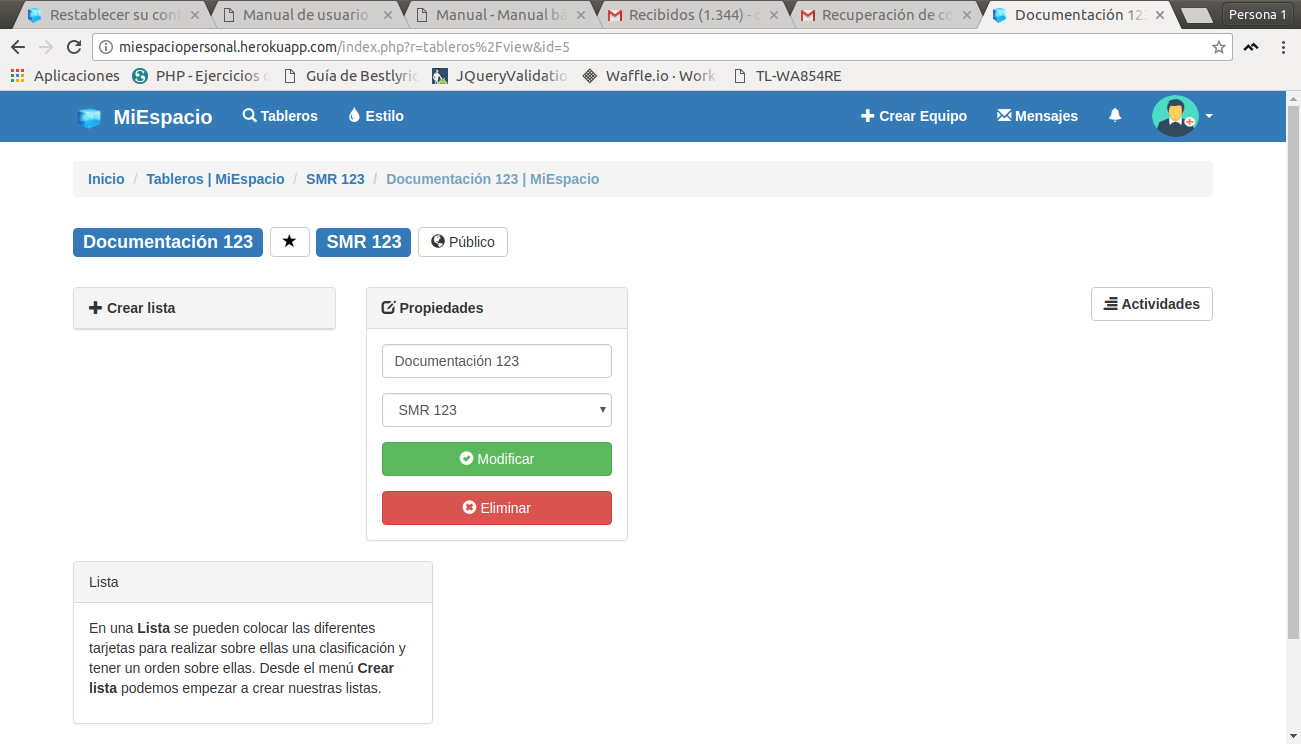 Restablecer su con
Manual de usuario
Manual - Manual bá
Recibidos (1.344) -
Recuperación de co
Documentación 12
Persona 1
miespaciopersonal.herokuapp.com/index.php?r=tableros%2Fview&id=5
Aplicaciones
PHP - Ejercicios
Guía de Bestlyric
JQueryValidatio
Waffle.io · Work
TL-WA854RE
MiEspacio
Tableros
Estilo
Crear Equipo
Mensajes
Inicio / Tableros | MiEspacio / SMR 123 / Documentación 123 | MiEspacio
Documentación 123
SMR 123
Público
Crear lista
Propiedades
Actividades
Documentación 123
SMR 123
Modificar
Eliminar
Lista
En una Lista se pueden colocar las diferentes
tarjetas para realizar sobre ellas una clasificación y
tener un orden sobre ellas. Desde el menú Crear
lista podemos empezar a crear nuestras listas.